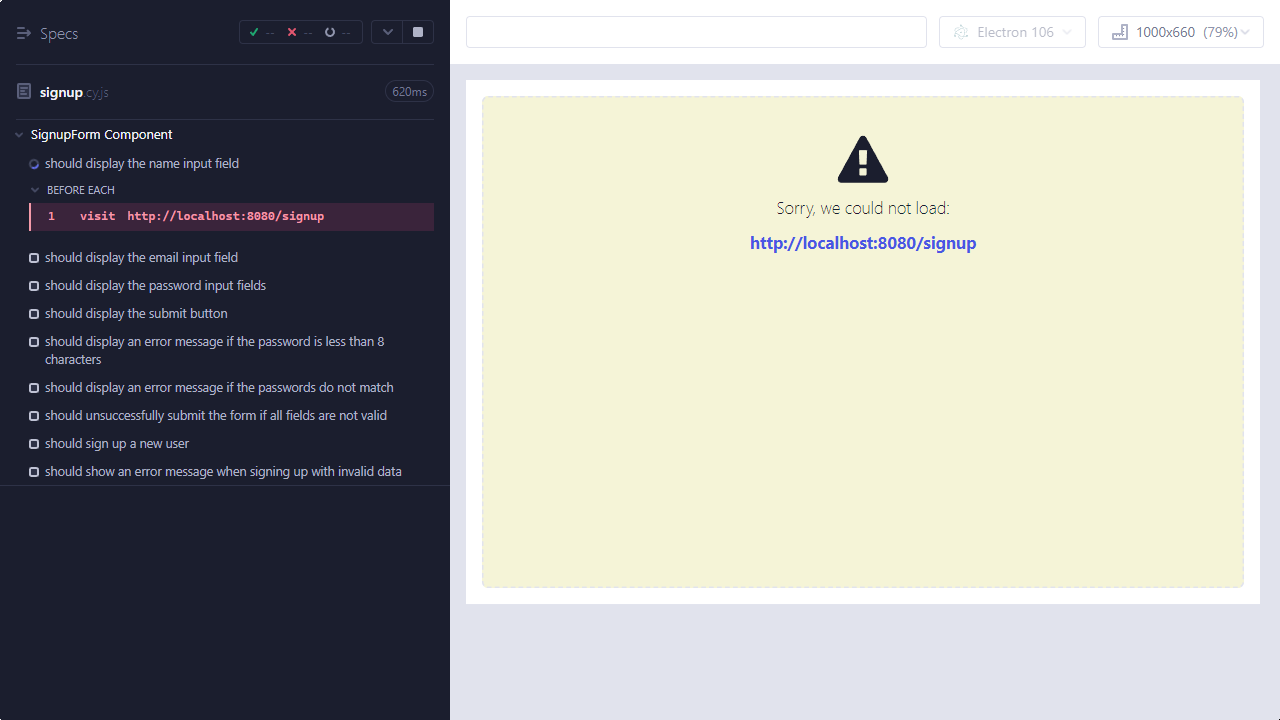 Specs
-- -- --
signup.cy.js 620ms
SignupForm Component
should display the name input field
BEFORE EACH
1 visit http://localhost:8080/signup
should display the email input field
should display the password input fields
should display the submit button
should display an error message if the password is less than 8
characters
should display an error message if the passwords do not match
should unsuccessfully submit the form if all fields are not valid
should sign up a new user
should show an error message when signing up with invalid data
Electron 106
1000x660 (79%)
Sorry, we could not load:
http://localhost:8080/signup